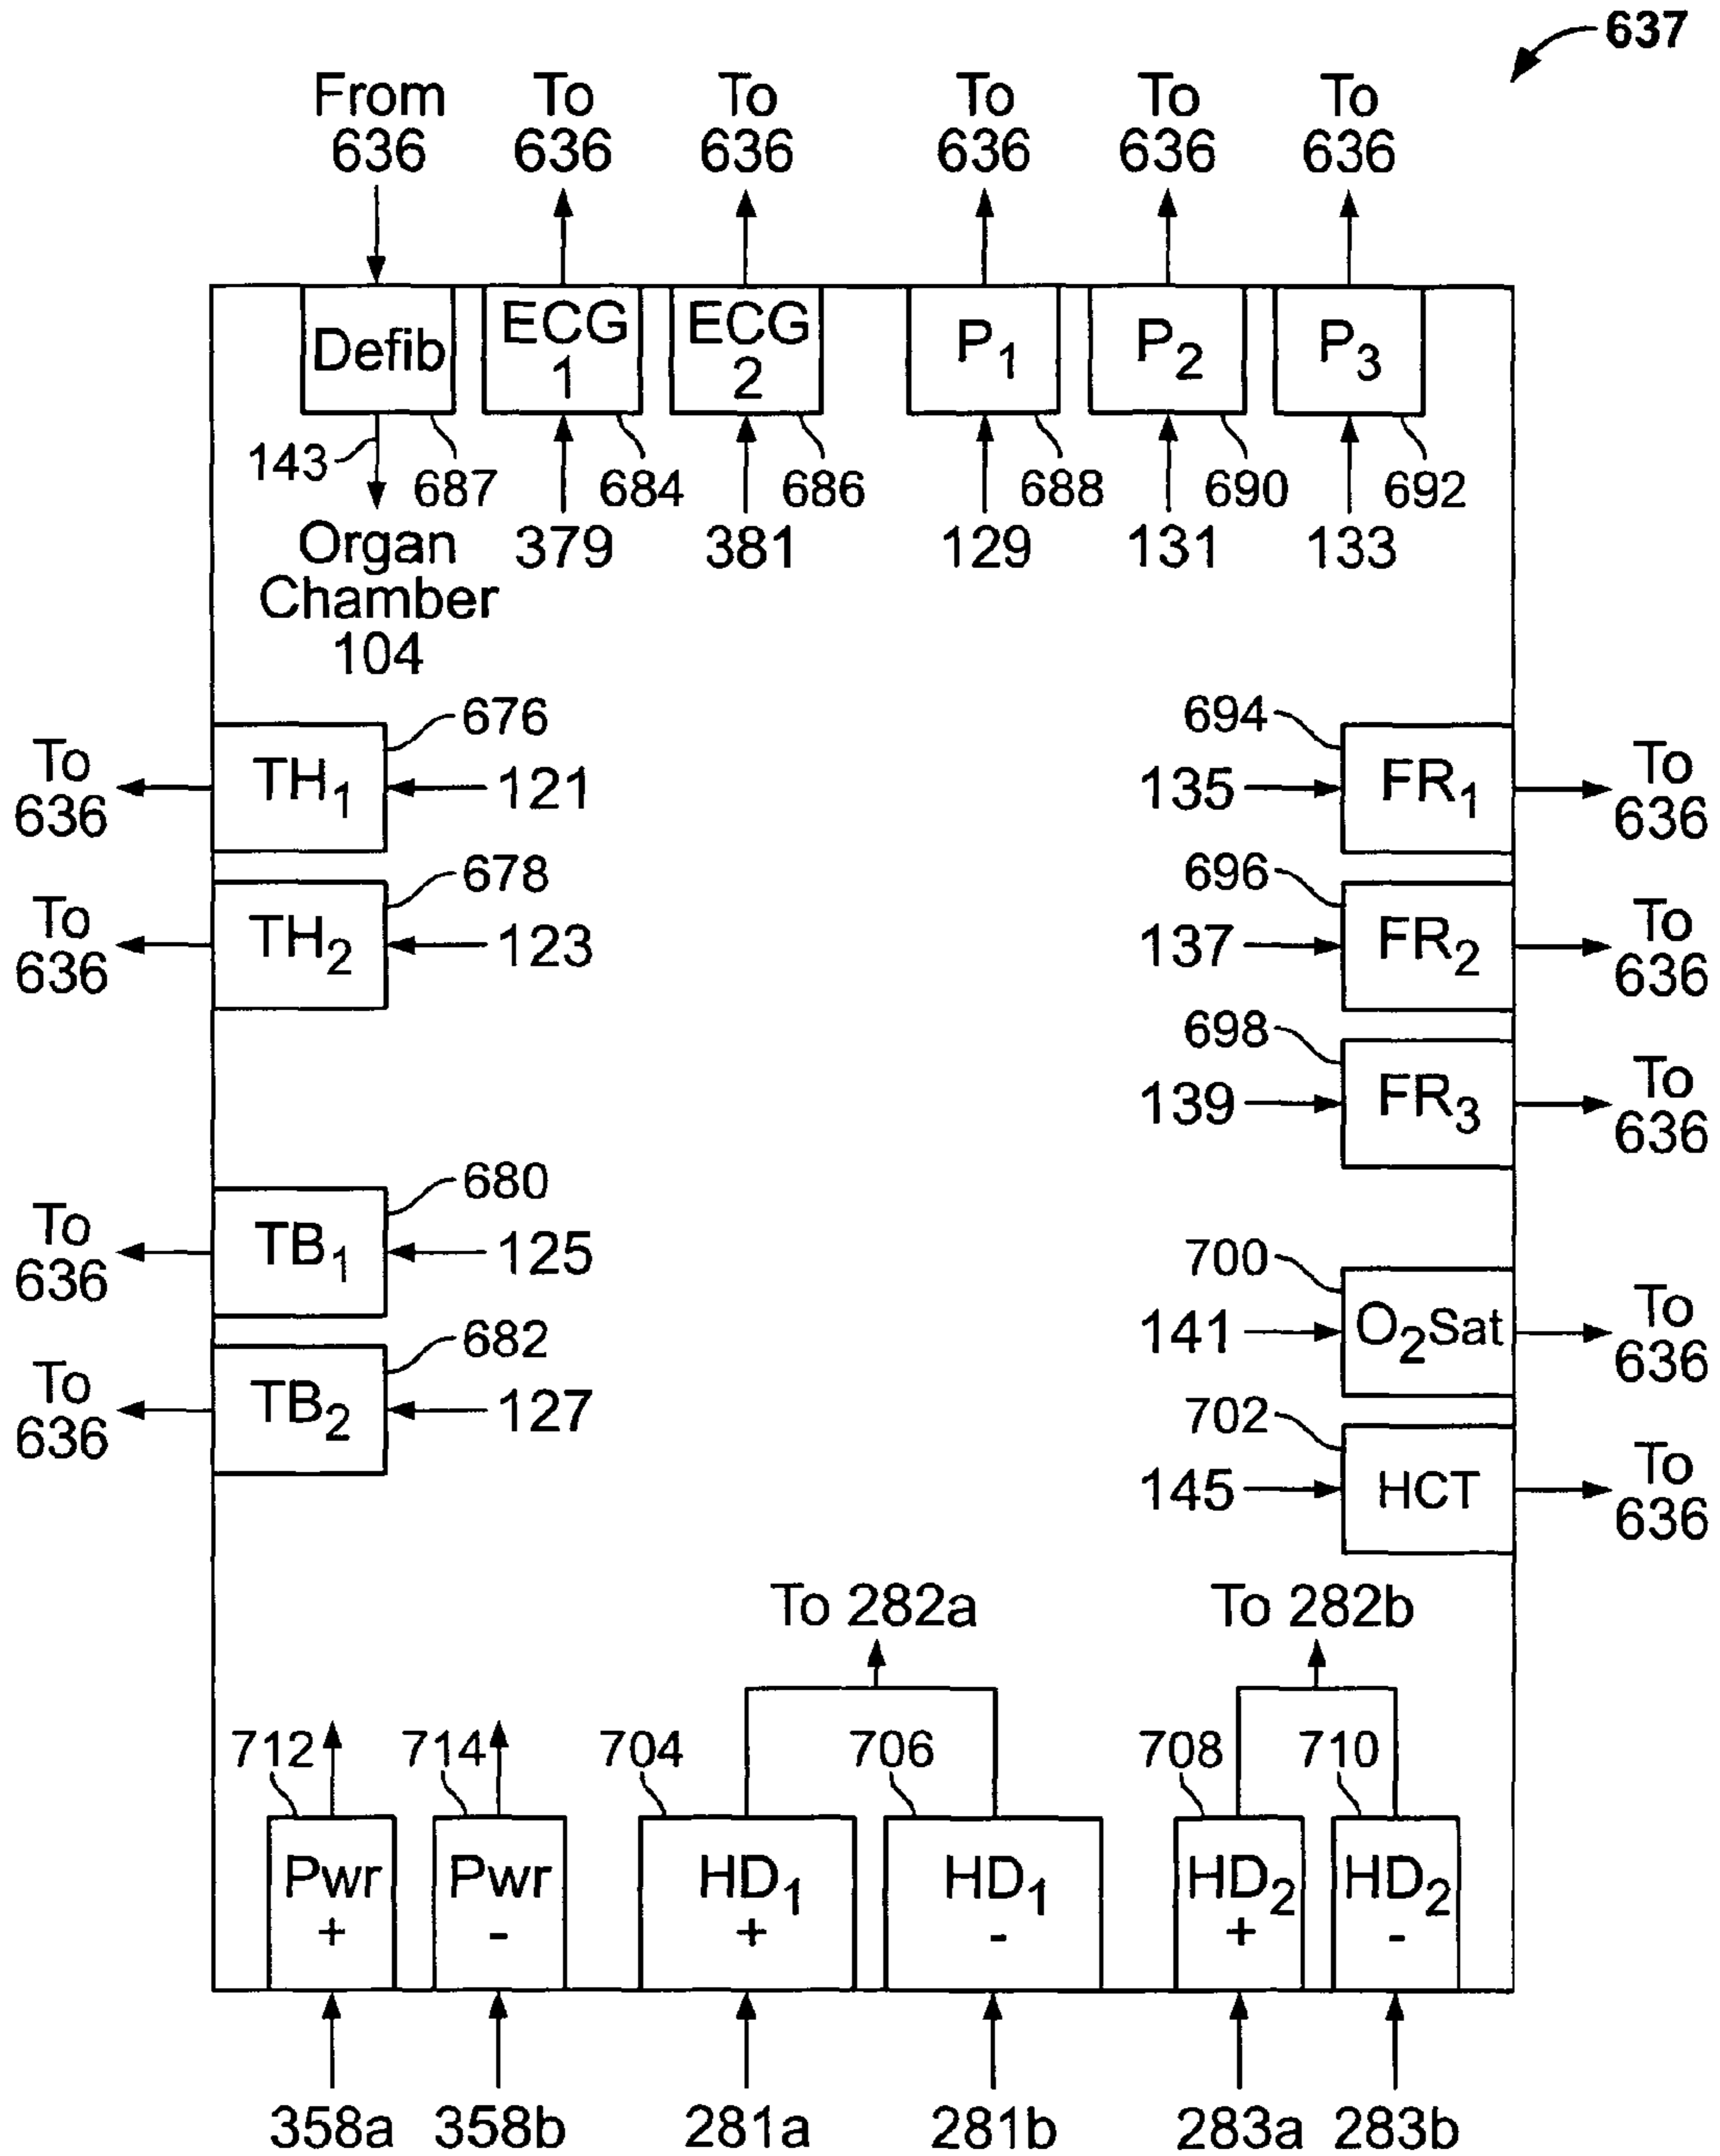 637
From
636
To
636
To
636
To
636
To
636
To
636
Defib
ECG
1
ECG
2
P1
P2
P3
143
687
684
686
688
690
692
Organ
Chamber
104
379
381
129
131
133
676
To
636
TH1
121
678
To
636
TH2
123
680
To
636
TB1
125
682
To
636
TB2
127
694
135
FR1
To
636
696
137
FR2
To
636
698
139
FR3
To
636
700
141
O2Sat
To
636
702
145
HCT
To
636
To 282a
To 282b
712
714
704
706
708
710
Pwr
+
Pwr
-
HD1
+
HD1
-
HD2
+
HD2
-
358a
358b
281a
281b
283a
283b